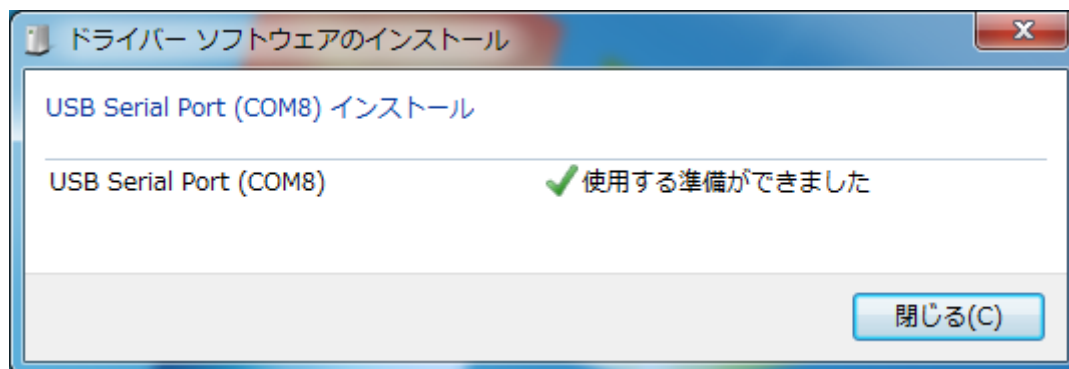 ドライバー ソフトウェアのインストール
USB Serial Port (COM8) インストール
USB Serial Port (COM8) 使用する準備ができました
閉じる(C)